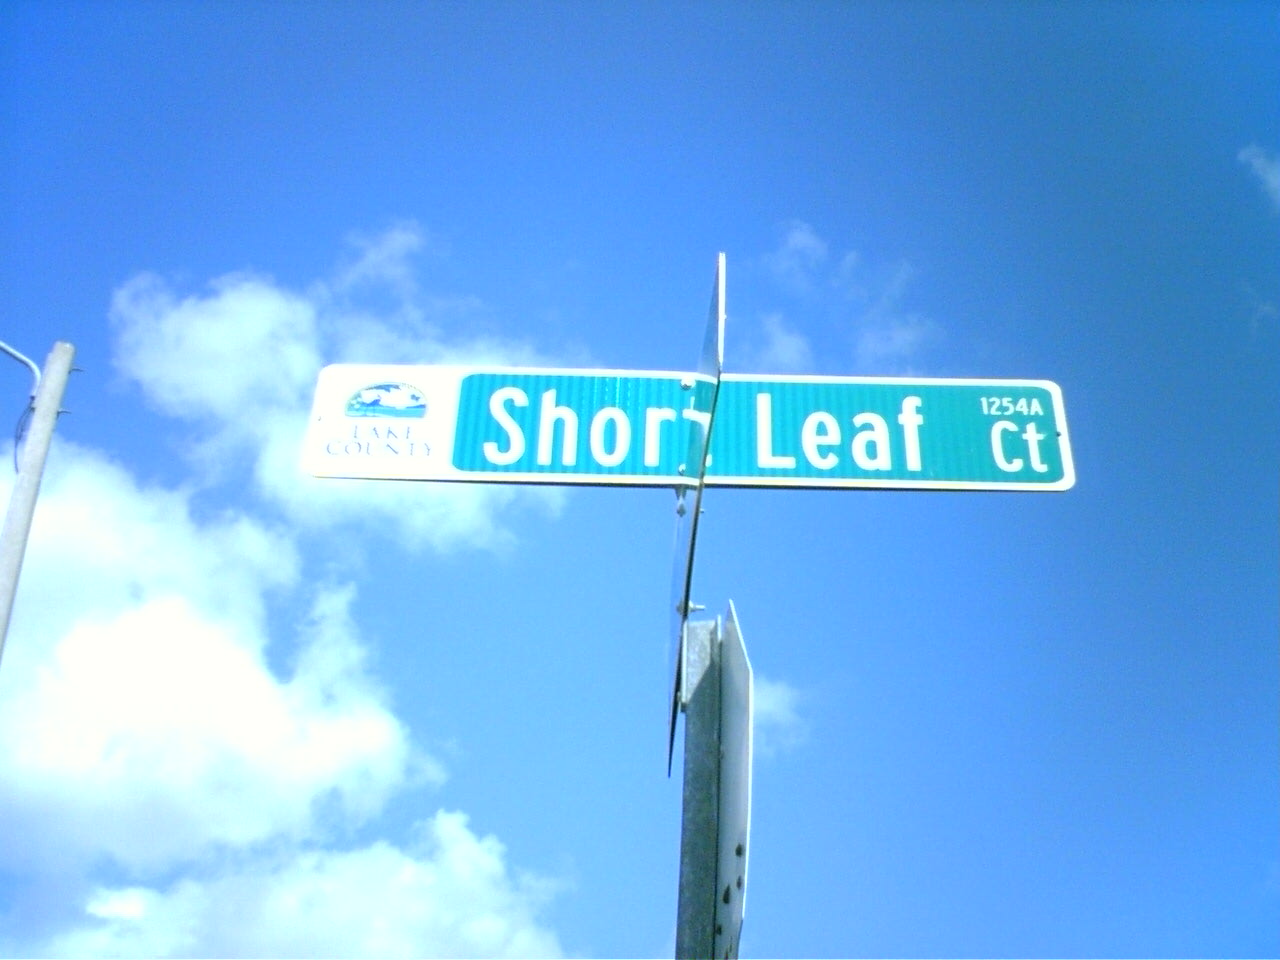 LAKE
COUNTY
Short Leaf Ct
1254A